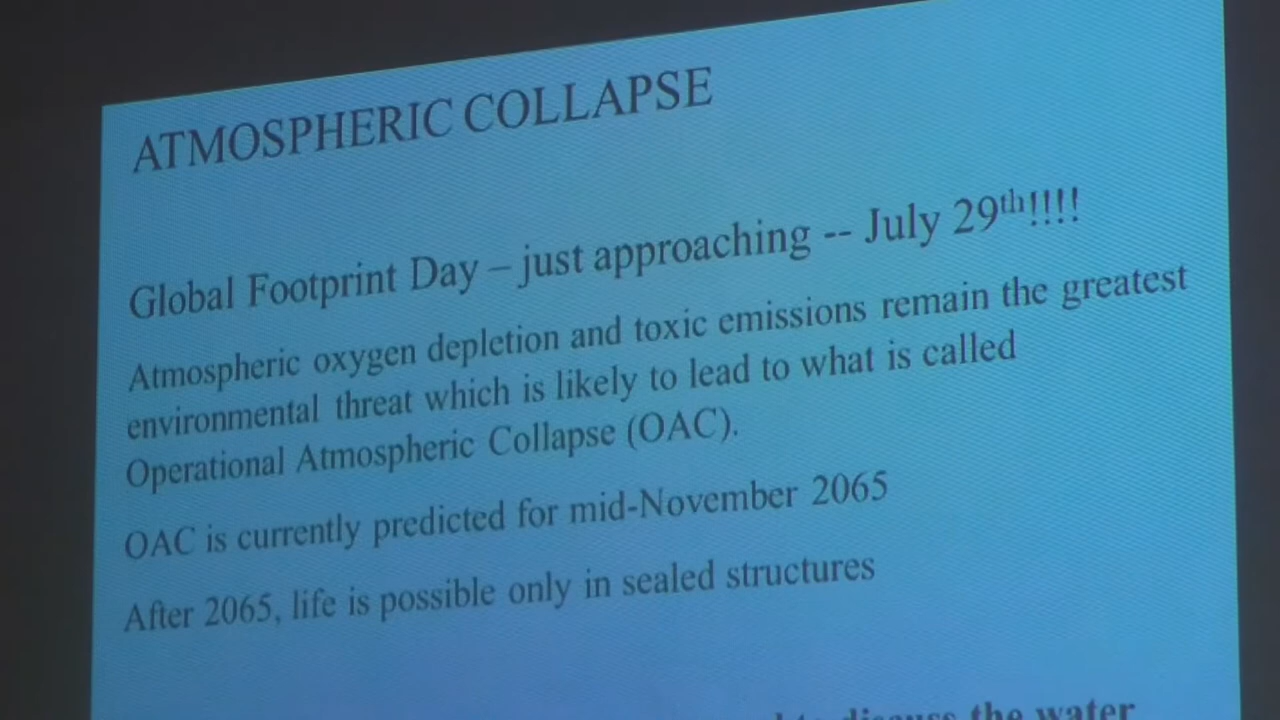 ATMOSPHERIC COLLAPSE
Global Footprint Day – just approaching -- July 29th!!!!
Atmospheric oxygen depletion and toxic emissions remain the greatest
environmental threat which is likely to lead to what is called
Operational Atmospheric Collapse (OAC).
OAC is currently predicted for mid-November 2065
After 2065, life is possible only in sealed structures
to discuss the water